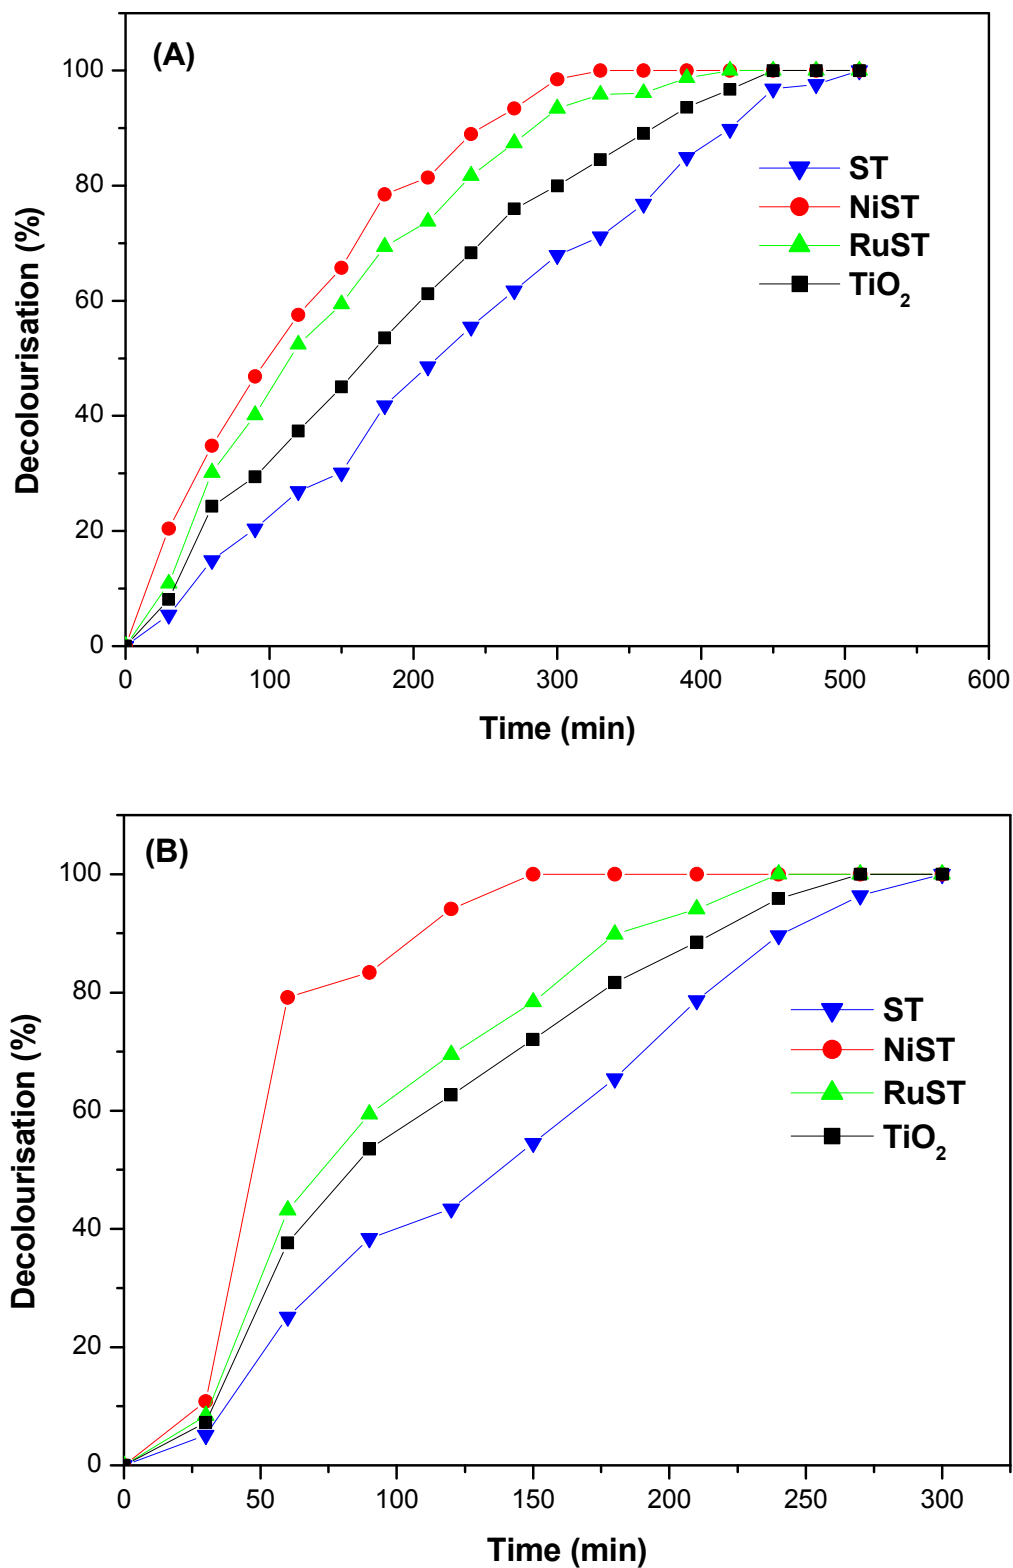 (A)
100
80
60
40
20
0
Decolourisation (%)
ST
NiST
RuST
TiO₂
0 100 200 300 400 500 600
Time (min)
(B)
100
80
60
40
20
0
Decolourisation (%)
ST
NiST
RuST
TiO₂
0 50 100 150 200 250 300
Time (min)